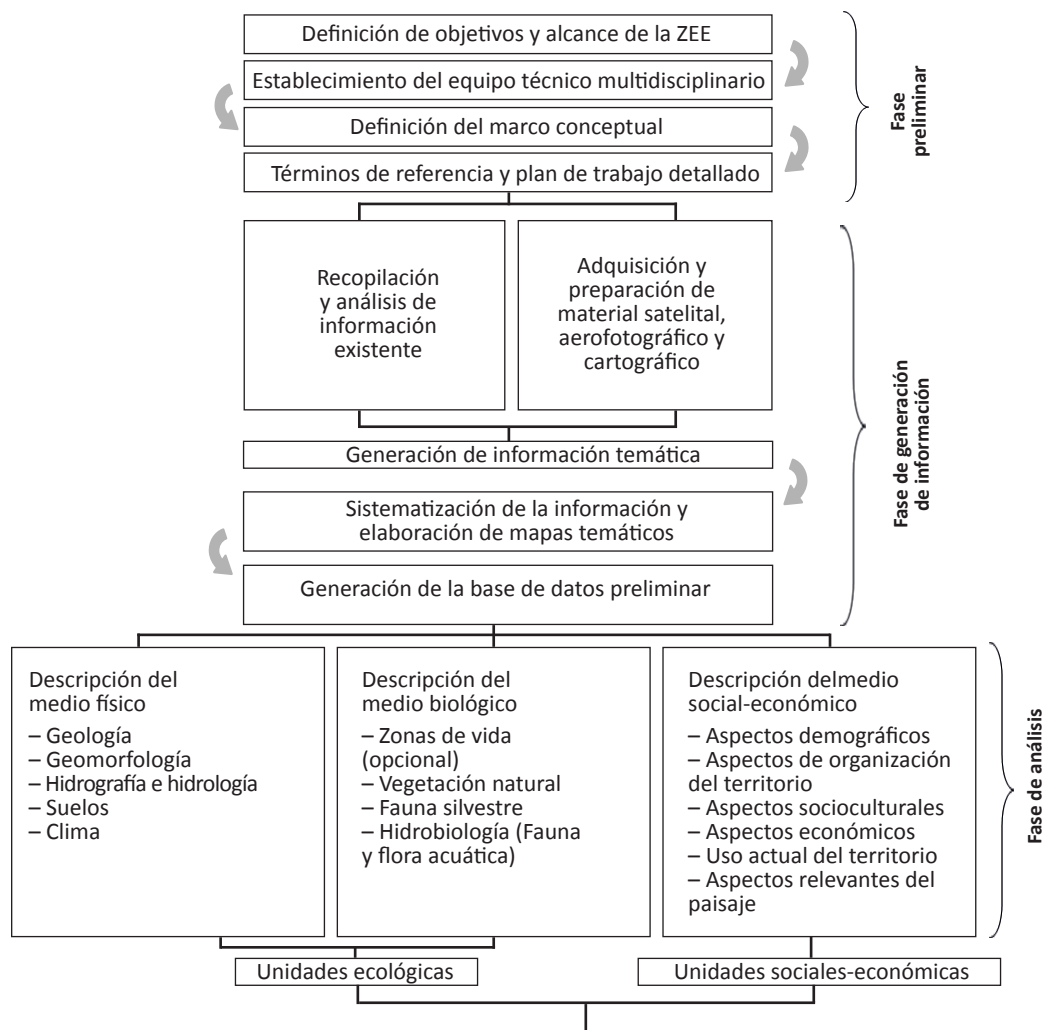 Definición de objetivos y alcance de la ZEE
Establecimiento del equipo técnico multidisciplinario
Definición del marco conceptual
Términos de referencia y plan de trabajo detallado
Fase
preliminar
Recopilación
y análisis de
información
existente
Adquisición y
preparación de
material satelital,
aerofotográfico y
cartográfico
Generación de información temática
Sistematización de la información y
elaboración de mapas temáticos
Generación de la base de datos preliminar
Fase de generación
de información
Descripción del
medio físico
– Geología
– Geomorfología
– Hidrografía e hidrología
– Suelos
– Clima
Descripción del
medio biológico
– Zonas de vida
(opcional)
– Vegetación natural
– Fauna silvestre
– Hidrobiología (Fauna
y flora acuática)
Descripción delmedio
social-económico
– Aspectos demográficos
– Aspectos de organización
del territorio
– Aspectos socioculturales
– Aspectos económicos
– Uso actual del territorio
– Aspectos relevantes del
paisaje
Fase de análisis
Unidades ecológicas
Unidades sociales-económicas